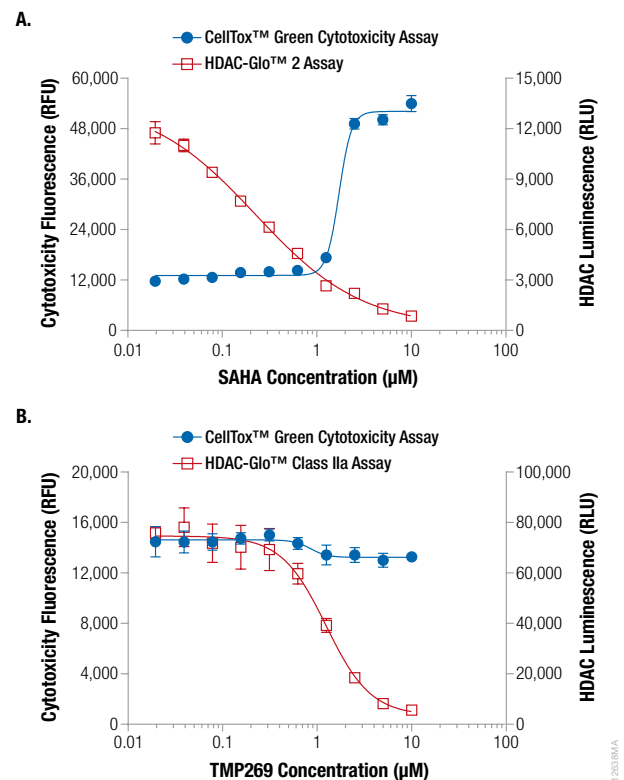 A.
CellTox™ Green Cytotoxicity Assay
HDAC-Glo™ 2 Assay
60,000
48,000
36,000
24,000
12,000
0
Cytotoxicity Fluorescence (RFU)
15,000
12,000
9,000
6,000
3,000
0
HDAC Luminescence (RLU)
0.01 0.1 1 10 100
SAHA Concentration (µM)
B.
CellTox™ Green Cytotoxicity Assay
HDAC-Glo™ Class IIa Assay
20,000
16,000
12,000
8,000
4,000
0
Cytotoxicity Fluorescence (RFU)
100,000
80,000
60,000
40,000
20,000
0
HDAC Luminescence (RLU)
0.01 0.1 1 10 100
TMP269 Concentration (µM)
12638MA